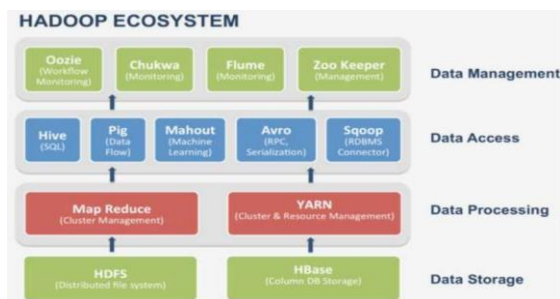 HADOOP ECOSYSTEM
Oozie
(Workflow
Monitoring)
Chukwa
(Monitoring)
Flume
(Monitoring)
Zoo Keeper
(Management)
Data Management
Hive
(SQL)
Pig
(Data
Flow)
Mahout
(Machine
Learning)
Avro
(RPC,
Serialization)
Sqoop
(RDBMS
Connector)
Data Access
Map Reduce
(Cluster Management)
YARN
(Cluster & Resource Management)
Data Processing
HDFS
(Distributed file system)
HBase
(Column DB Storage)
Data Storage